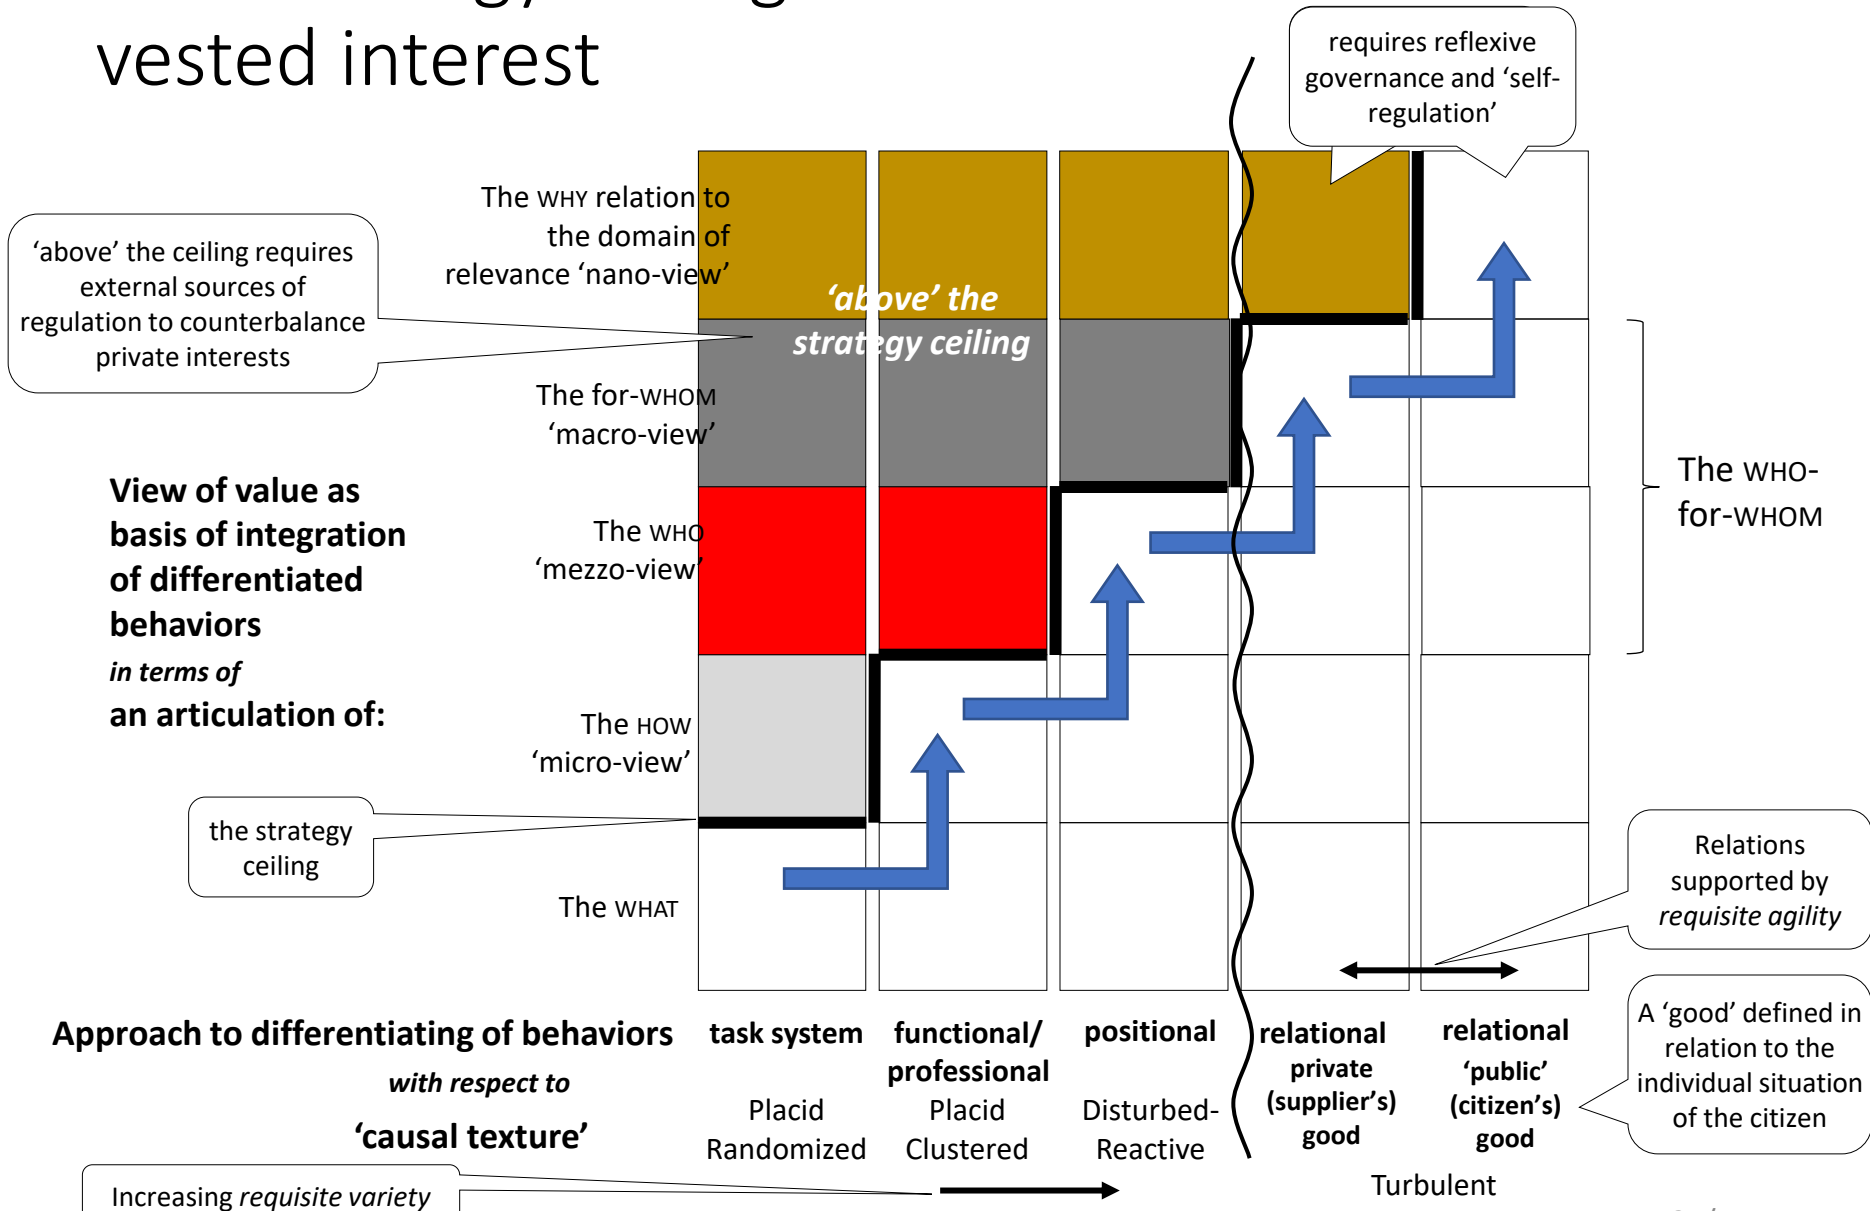 vested interest
requires reflexive
governance and ‘self-
regulation’
The WHY relation to
the domain of
relevance ‘nano-view’
‘above’ the ceiling requires
external sources of
regulation to counterbalance
private interests
‘above’ the
strategy ceiling
The for-WHOM
‘macro-view’
View of value as
basis of integration
of differentiated
behaviors
in terms of
an articulation of:
The WHO
‘mezzo-view’
The WHO-
for-WHOM
The HOW
‘micro-view’
the strategy
ceiling
The WHAT
Relations
supported by
requisite agility
Approach to differentiating of behaviors
with respect to
‘causal texture’
task system
Placid
Randomized
functional/
professional
Placid
Clustered
positional
Disturbed-
Reactive
relational
private
(supplier’s)
good
relational
‘public’
(citizen’s)
good
Turbulent
A ‘good’ defined in
relation to the
individual situation
of the citizen
Increasing requisite variety